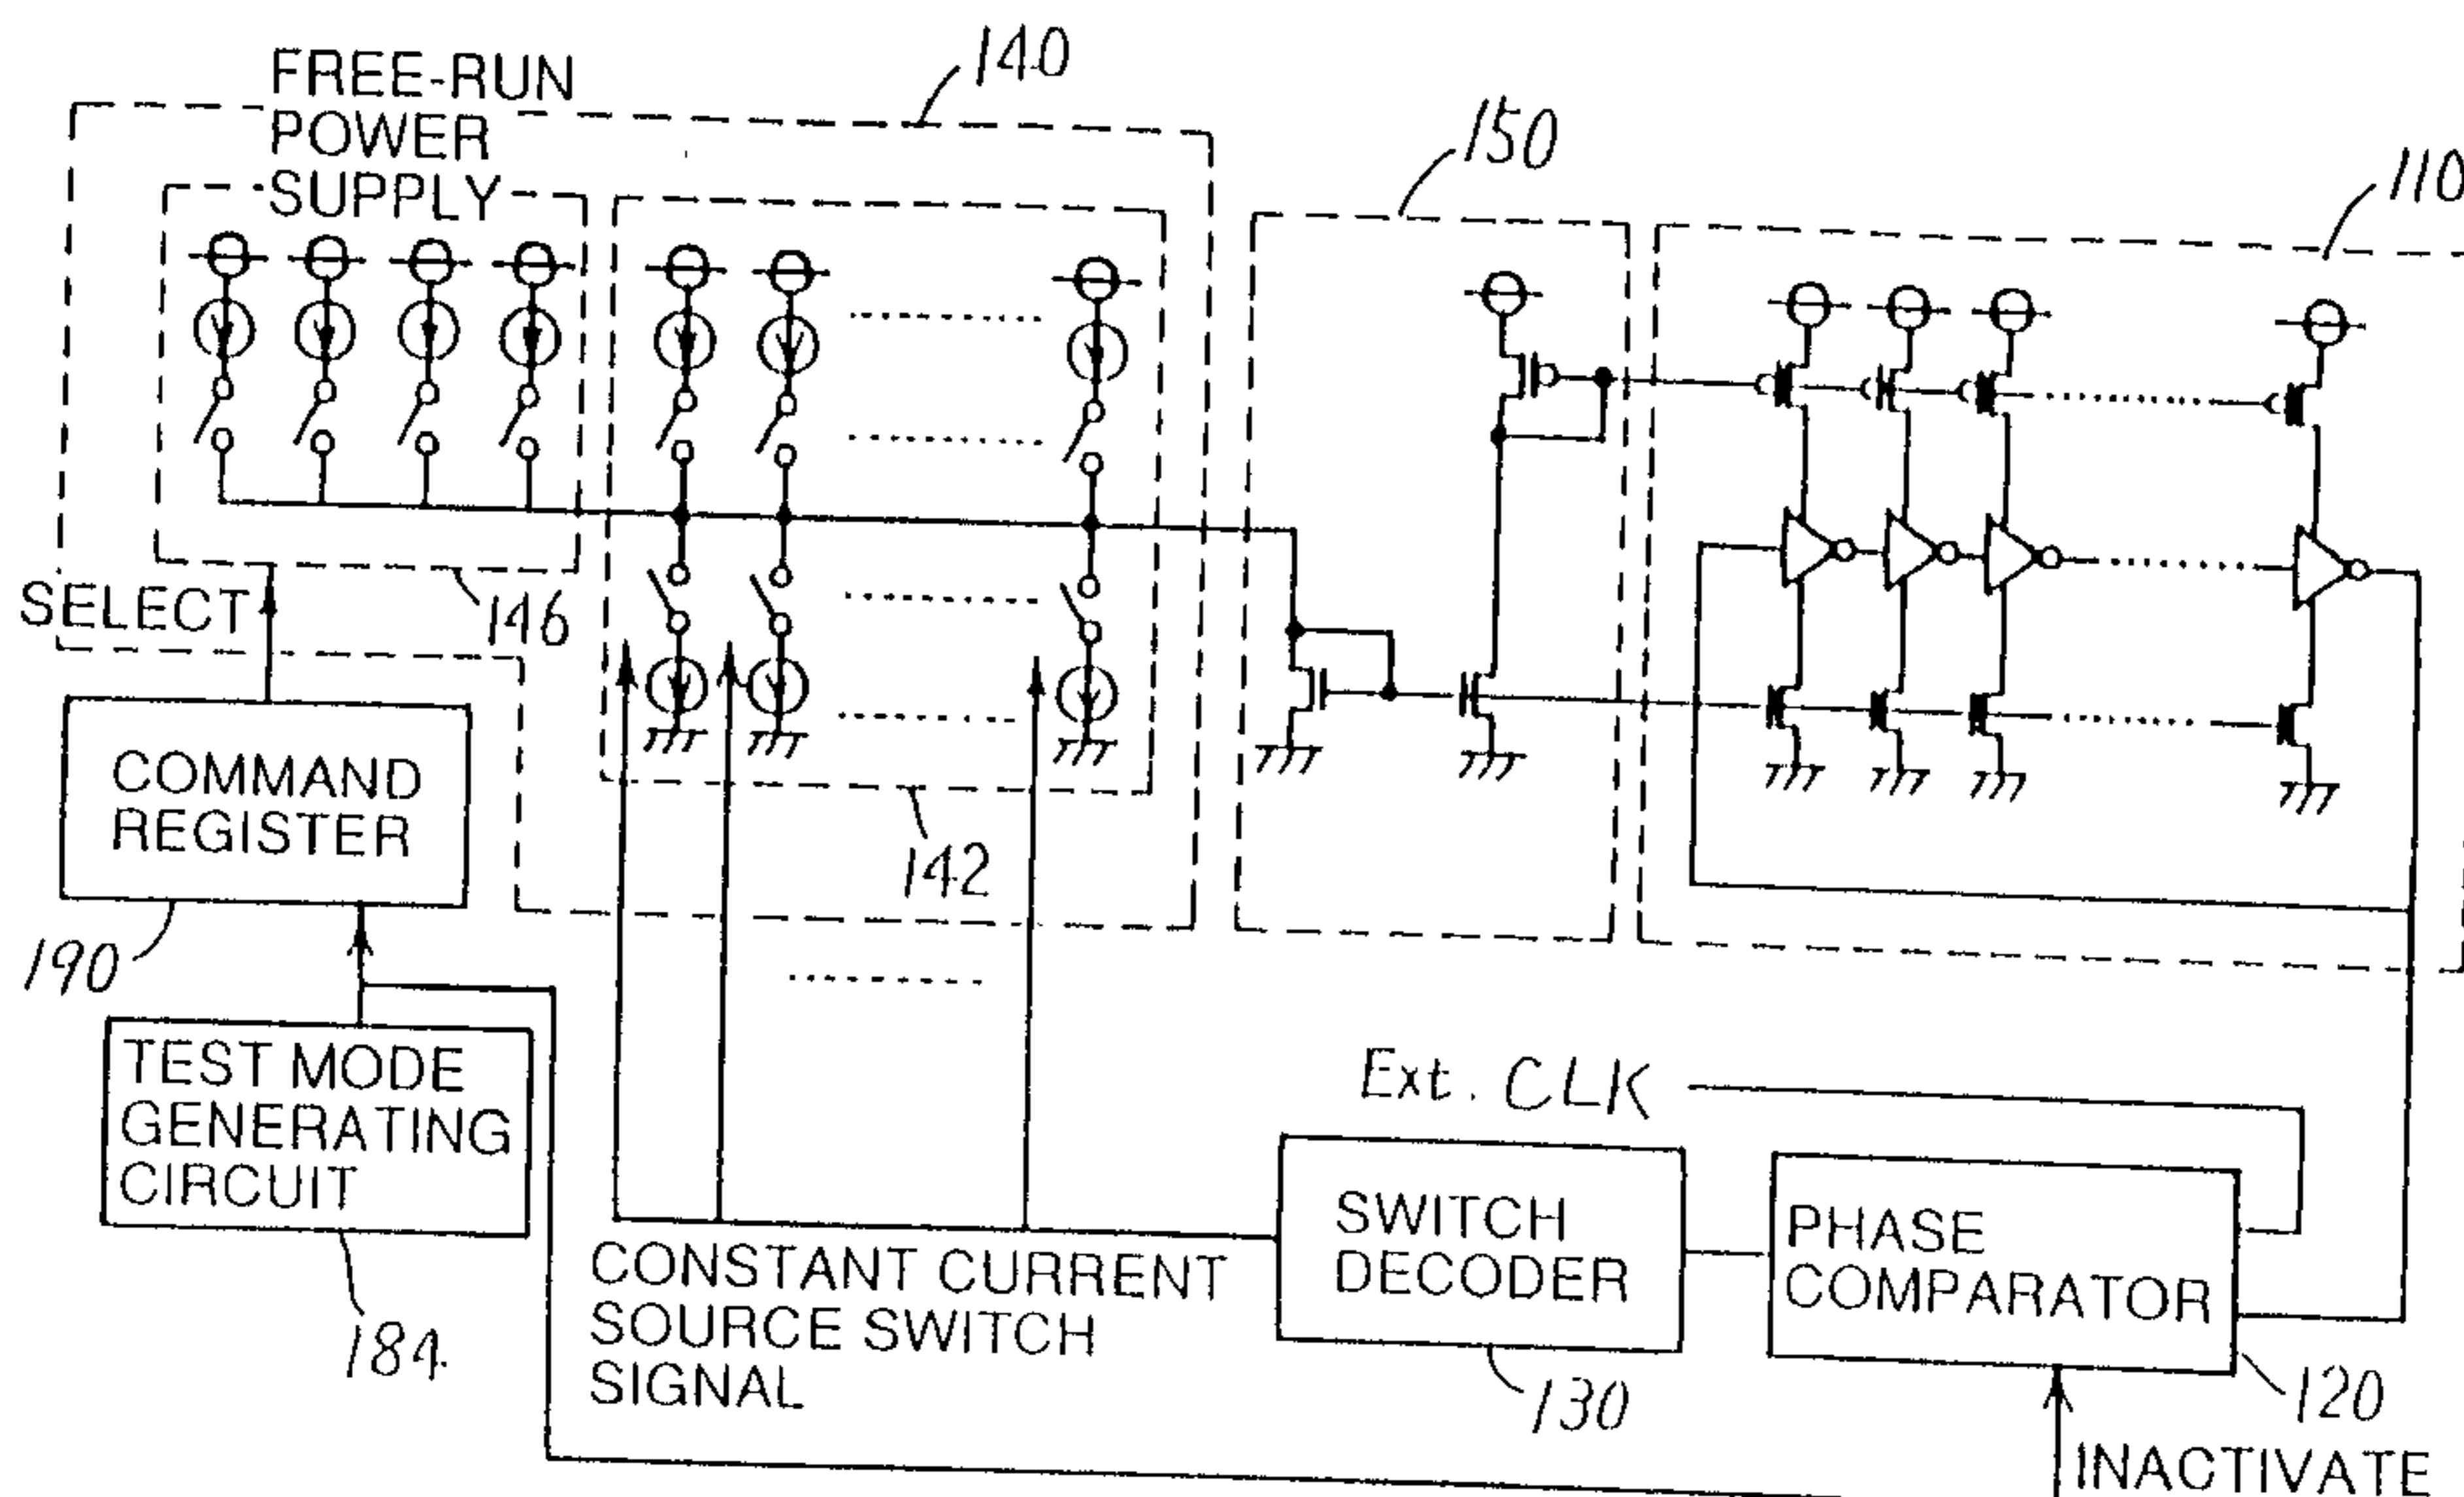 FREE-RUN
POWER
SUPPLY
140
150
110
SELECT
146
COMMAND
REGISTER
142
190
TEST MODE
GENERATING
CIRCUIT
184
Ext. CLK
CONSTANT CURRENT
SOURCE SWITCH
SIGNAL
SWITCH
DECODER
130
PHASE
COMPARATOR
120
INACTIVATE